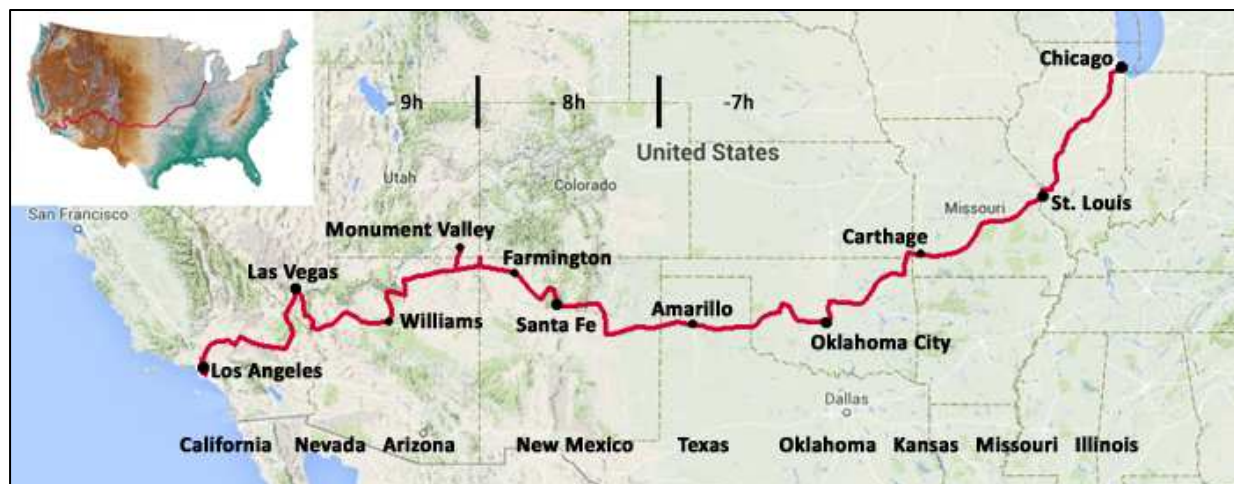 Chicago
- 9h
- 8h
-7h
United States
Utah
Colorado
San Francisco
Missouri
St. Louis
Monument Valley
Carthage
Las Vegas
Farmington
Williams
Santa Fe
Amarillo
Oklahoma City
Los Angeles
Dallas
California Nevada Arizona New Mexico Texas Oklahoma Kansas Missouri Illinois